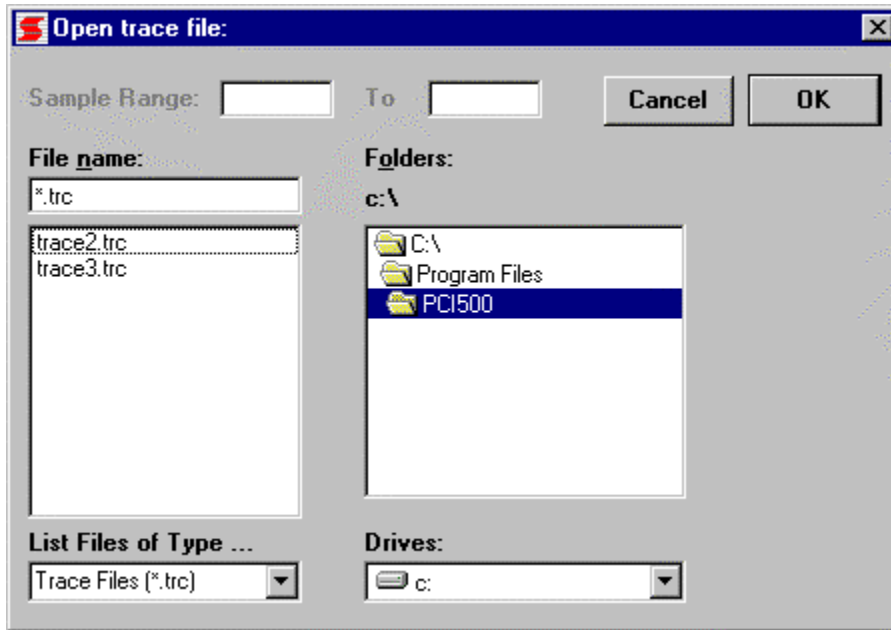 Open trace file:
Sample Range: To Cancel OK
File name: Folders:
*.trc c:\
trace2.trc C:\
trace3.trc Program Files
PCI500
List Files of Type ... Drives:
Trace Files (*.trc) c: